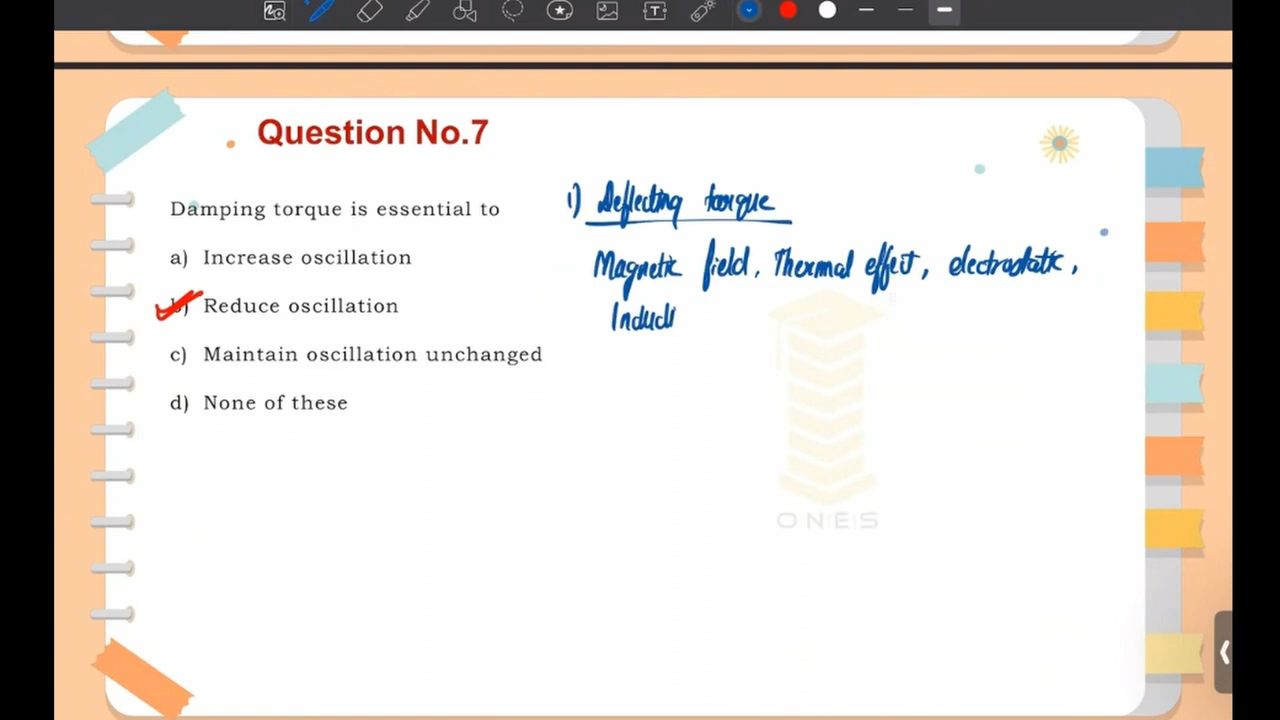 Question No.7
Damping torque is essential to
a) Increase oscillation
b) Reduce oscillation
c) Maintain oscillation unchanged
d) None of these
1) Deflecting torque
Magnetic field, Thermal effect, electrostatic,
Inducti
ONES